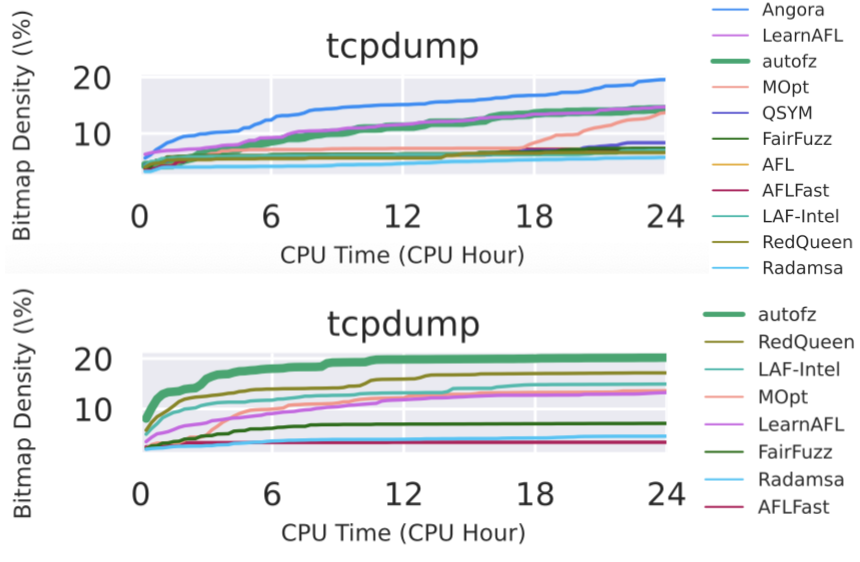 tcpdump
Bitmap Density (\%)
20
10
0 6 12 18 24
CPU Time (CPU Hour)
Angora
LearnAFL
autofz
MOpt
QSYM
FairFuzz
AFL
AFLFast
LAF-Intel
RedQueen
Radamsa
tcpdump
Bitmap Density (\%)
20
10
0 6 12 18 24
CPU Time (CPU Hour)
autofz
RedQueen
LAF-Intel
MOpt
LearnAFL
FairFuzz
Radamsa
AFLFast